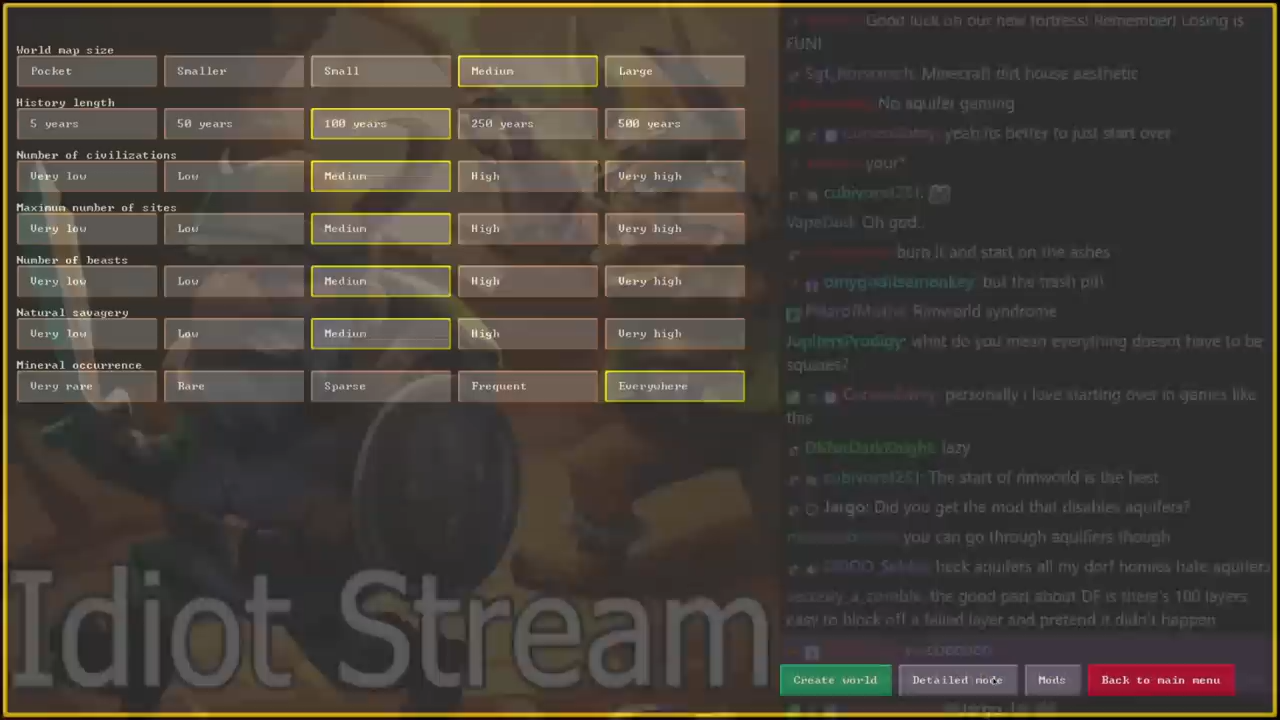 World map size
Pocket Smaller Small Medium Large
History length
5 years 50 years 100 years 250 years 500 years
Number of civilizations
Very low Low Medium High Very high
Maximum number of sites
Very low Low Medium High Very high
Number of beasts
Very low Low Medium High Very high
Natural savagery
Very low Low Medium High Very high
Mineral occurrence
Very rare Rare Sparse Frequent Everywhere
Idiot Stream
Good luck on our new fortress! Remember! Losing is
FUN!
Minecraft dirt house aesthetic
No aquifer gaming
yeah its better to just start over
your*
VapeDad: Oh god..
burn it and start on the ashes
omygoditsamonkey: but the trash pill
Rimworld syndrome
JupitersProdigy: what do you mean everything doesnt have to be
squares?
personally i love starting over in games like
this
lazy
The start of rimworld is the best
Jargo: Did you get the mod that disables aquifers?
you can go through aquifiers though
heck aquifers all my dorf homies hate aquifers
the good part about DF is there's 100 layers
easy to block off a failed layer and pretend it didn't happen
Create world Detailed mode Mods Back to main menu